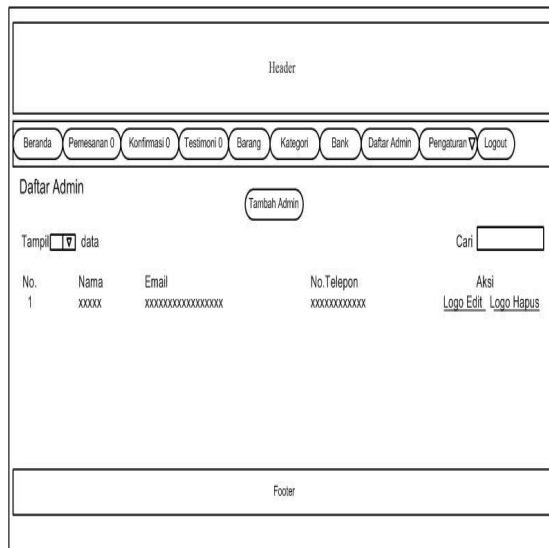 Header
Beranda Pemesanan 0 Konfirmasi 0 Testimoni 0 Barang Kategori Bank Daftar Admin Pengaturan Logout
Daftar Admin
Tambah Admin
Tampil data Cari
No. Nama Email No.Telepon Aksi
1 xxxxx xxxxxxxxxxxxxxxxx xxxxxxxxxxxx Logo Edit Logo Hapus
Footer